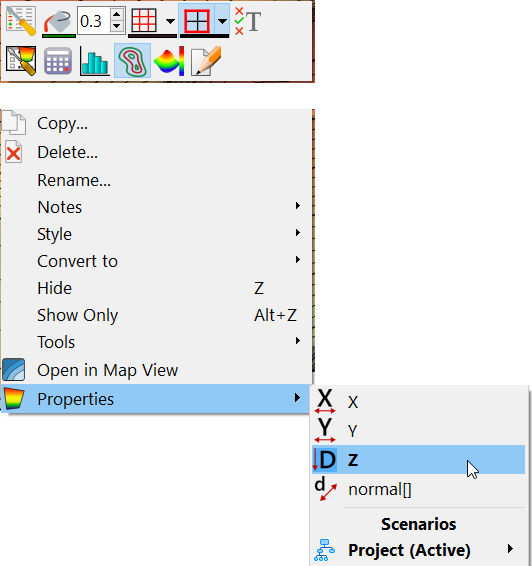 0.3
T
Copy...
Delete...
Rename...
Notes
Style
Convert to
Hide Z
Show Only Alt+Z
Tools
Open in Map View
Properties
X X
Y Y
D Z
d normal[]
Scenarios
Project (Active)